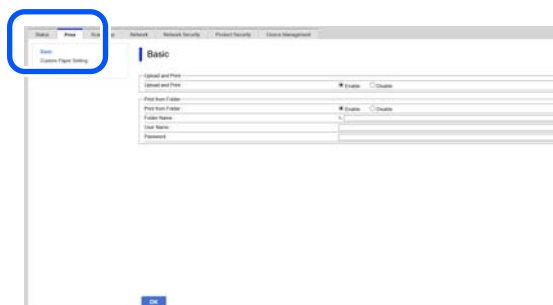 Status Print Network Network Security Product Security Device Management
Basic
Custom Paper Setting
Basic
Upload and Print
Upload and Print Enable Disable
Print from Folder
Print from Folder Enable Disable
Folder Name \\
User Name
Password
OK